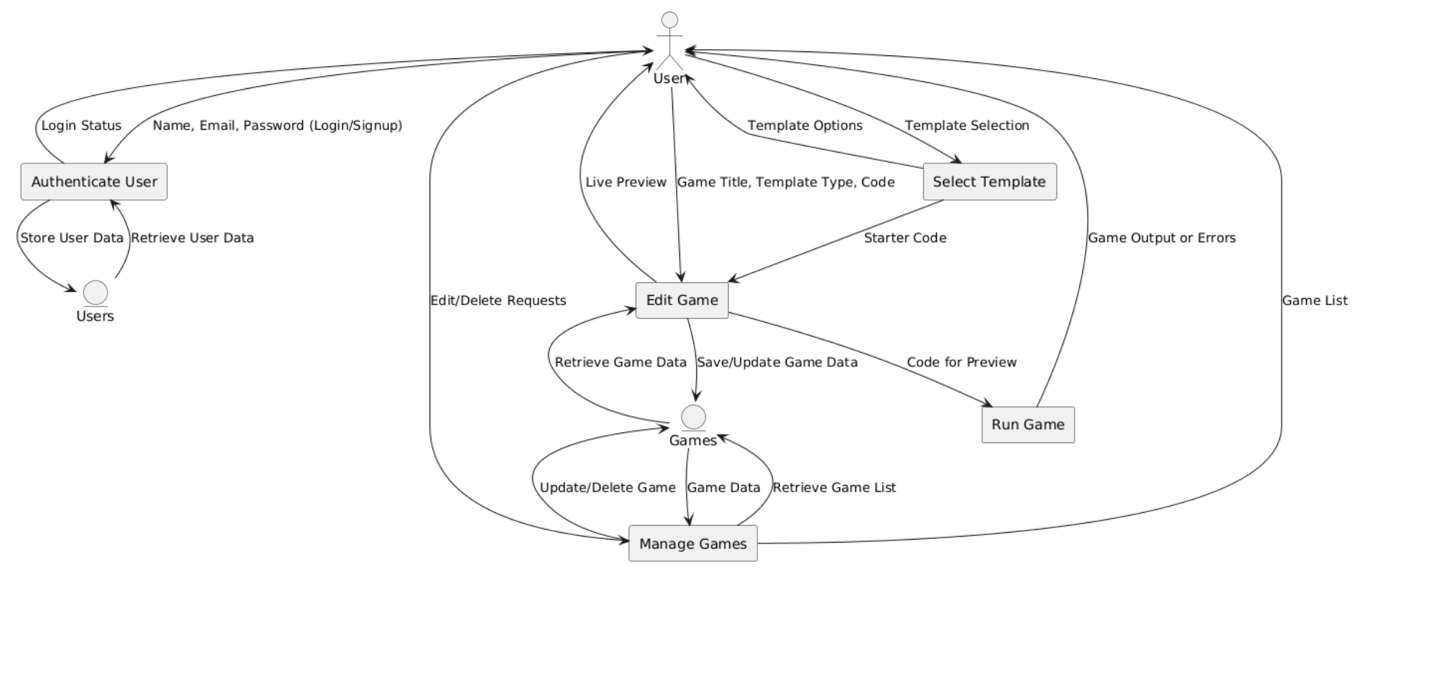 User
Login Status
Name, Email, Password (Login/Signup)
Template Options
Template Selection
Authenticate User
Live Preview
Game Title, Template Type, Code
Select Template
Store User Data
Retrieve User Data
Starter Code
Game Output or Errors
Users
Edit/Delete Requests
Edit Game
Game List
Retrieve Game Data
Save/Update Game Data
Code for Preview
Run Game
Games
Update/Delete Game
Game Data
Retrieve Game List
Manage Games